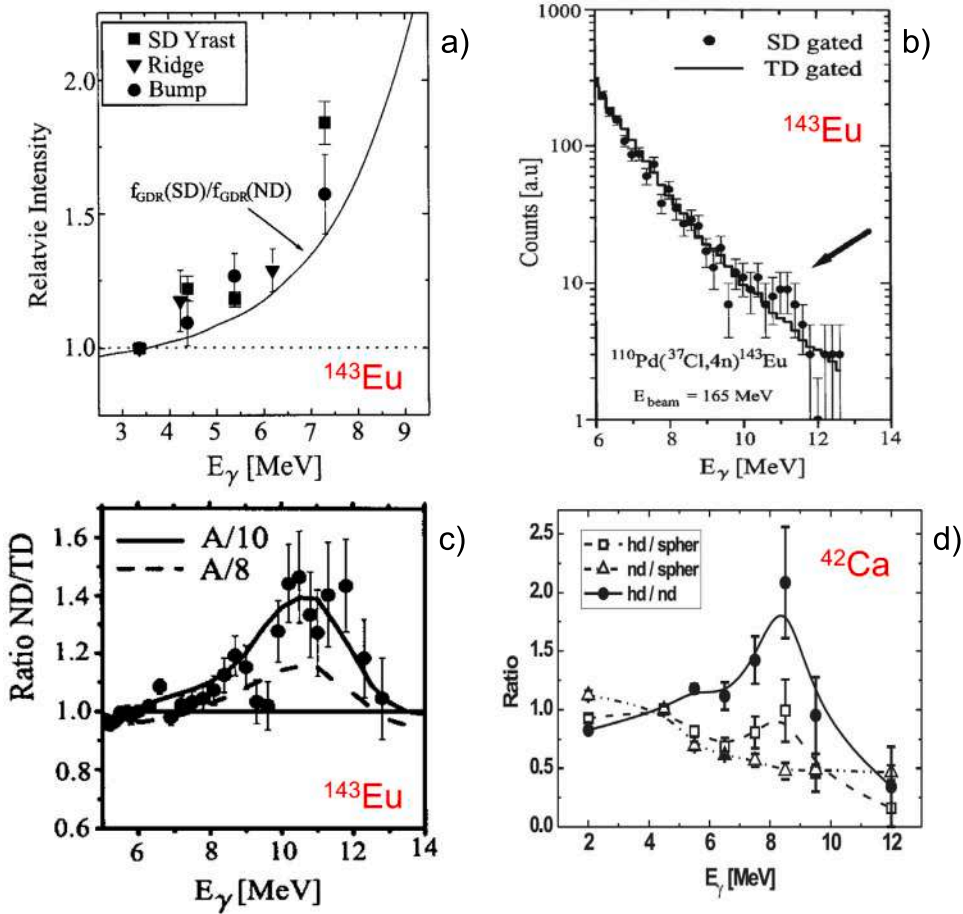 a)
SD Yrast
Ridge
Bump
2.0
1.5
1.0
f_GDR(SD)/f_GDR(ND)
Relatvie Intensity
¹⁴³Eu
3 4 5 6 7 8 9
E_γ [MeV]
b)
1000
100
10
1
SD gated
TD gated
¹⁴³Eu
Counts [a.u]
¹¹⁰Pd(³⁷Cl,4n)¹⁴³Eu
E_beam = 165 MeV
6 8 10 12 14
E_γ [MeV]
c)
1.6
1.4
1.2
1.0
0.8
0.6
A/10
A/8
Ratio ND/TD
¹⁴³Eu
6 8 10 12 14
E_γ [MeV]
d)
2.5
2.0
1.5
1.0
0.5
0.0
hd / spher
nd / spher
hd / nd
⁴²Ca
Ratio
2 4 6 8 10 12
E_γ [MeV]